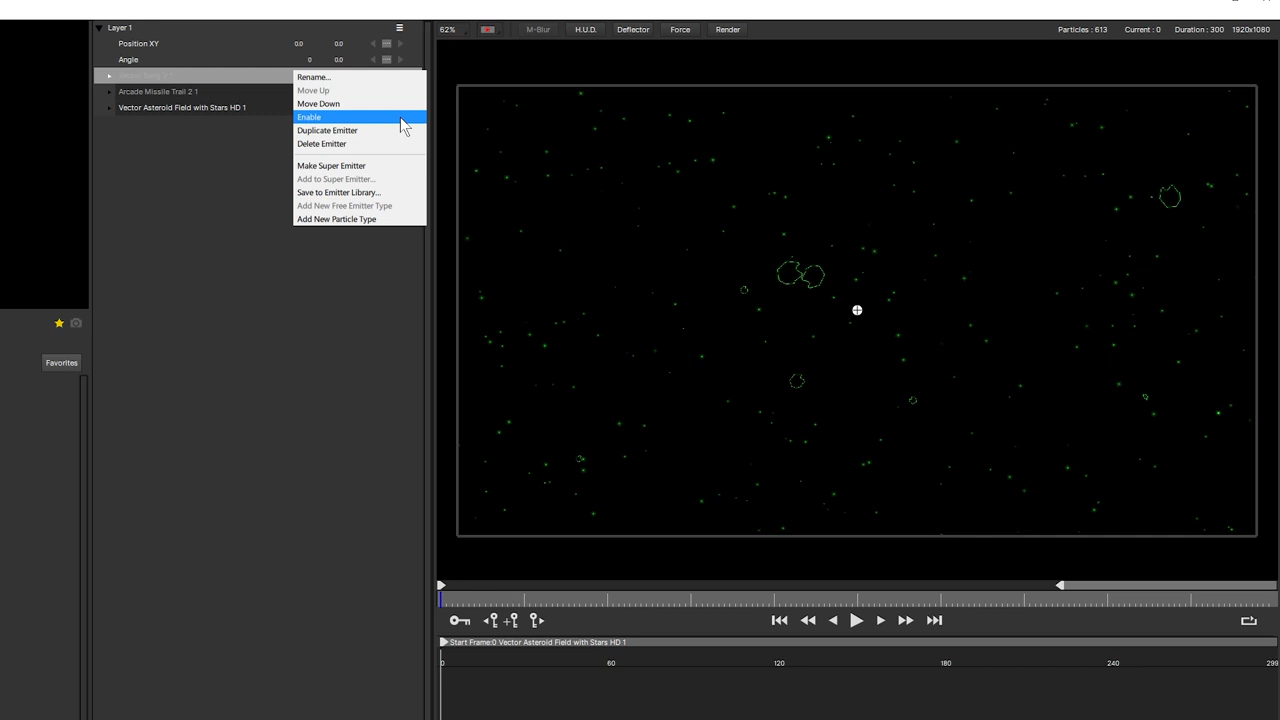 Layer 1
62% M-Blur H.U.D. Deflector Force Render Particles : 613 Current : 0 Duration : 300 1920x1080
Position XY 0.0 0.0
Angle 0 0.0
Arcade Missile Trail 2 1
Vector Asteroid Field with Stars HD 1
Rename...
Move Up
Move Down
Enable
Duplicate Emitter
Delete Emitter
Make Super Emitter
Add to Super Emitter...
Save to Emitter Library...
Add New Free Emitter Type
Add New Particle Type
Favorites
Start Frame:0 Vector Asteroid Field with Stars HD 1
0 60 120 180 240 299